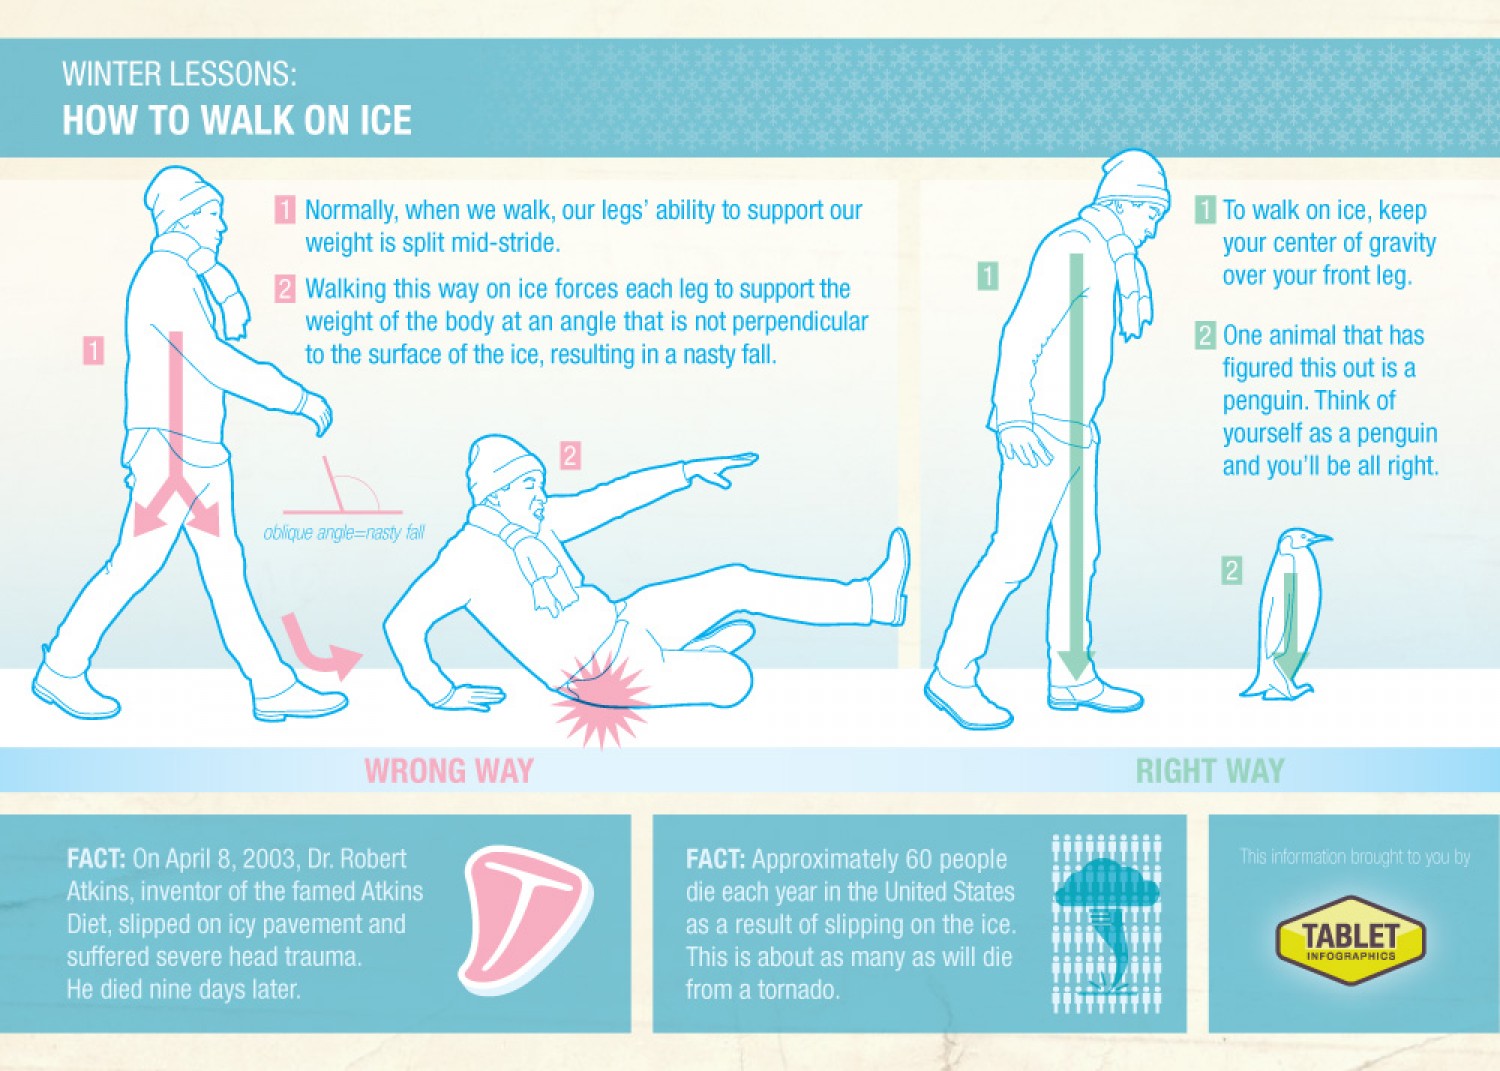 WINTER LESSONS:
HOW TO WALK ON ICE
1 Normally, when we walk, our legs' ability to support our
weight is split mid-stride.
2 Walking this way on ice forces each leg to support the
weight of the body at an angle that is not perpendicular
to the surface of the ice, resulting in a nasty fall.
1
2
oblique angle=nasty fall
WRONG WAY
1 To walk on ice, keep
your center of gravity
over your front leg.
2 One animal that has
figured this out is a
penguin. Think of
yourself as a penguin
and you'll be all right.
1
2
RIGHT WAY
FACT: On April 8, 2003, Dr. Robert
Atkins, inventor of the famed Atkins
Diet, slipped on icy pavement and
suffered severe head trauma.
He died nine days later.
FACT: Approximately 60 people
die each year in the United States
as a result of slipping on the ice.
This is about as many as will die
from a tornado.
This information brought to you by
TABLET
INFOGRAPHICS